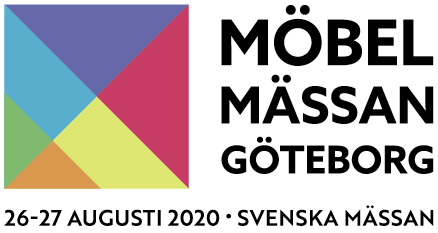 MÖBEL
MÄSSAN
GÖTEBORG
26-27 AUGUSTI 2020 · SVENSKA MÄSSAN